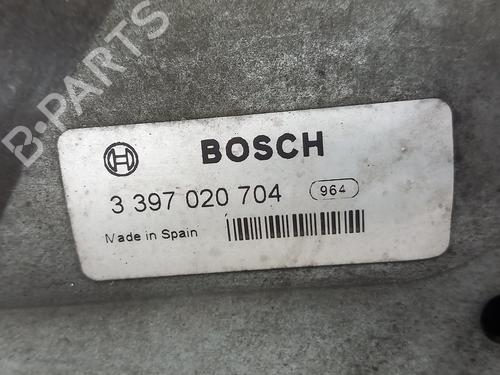 B-PARTS
BOSCH
3 397 020 704 964
Made in Spain